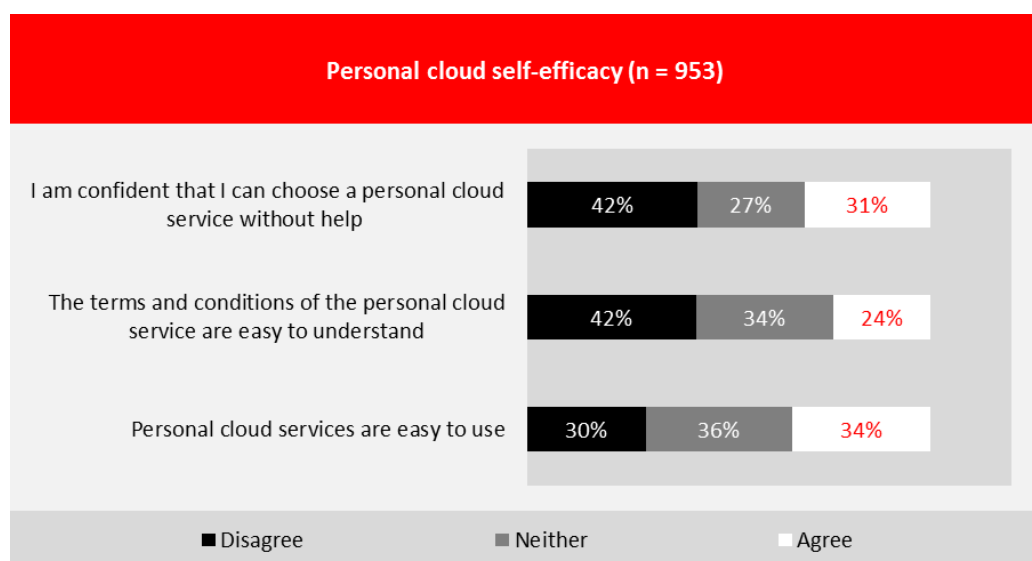 Personal cloud self-efficacy (n = 953)
I am confident that I can choose a personal cloud
service without help
42%
27%
31%
The terms and conditions of the personal cloud
service are easy to understand
42%
34%
24%
Personal cloud services are easy to use
30%
36%
34%
Disagree
Neither
Agree